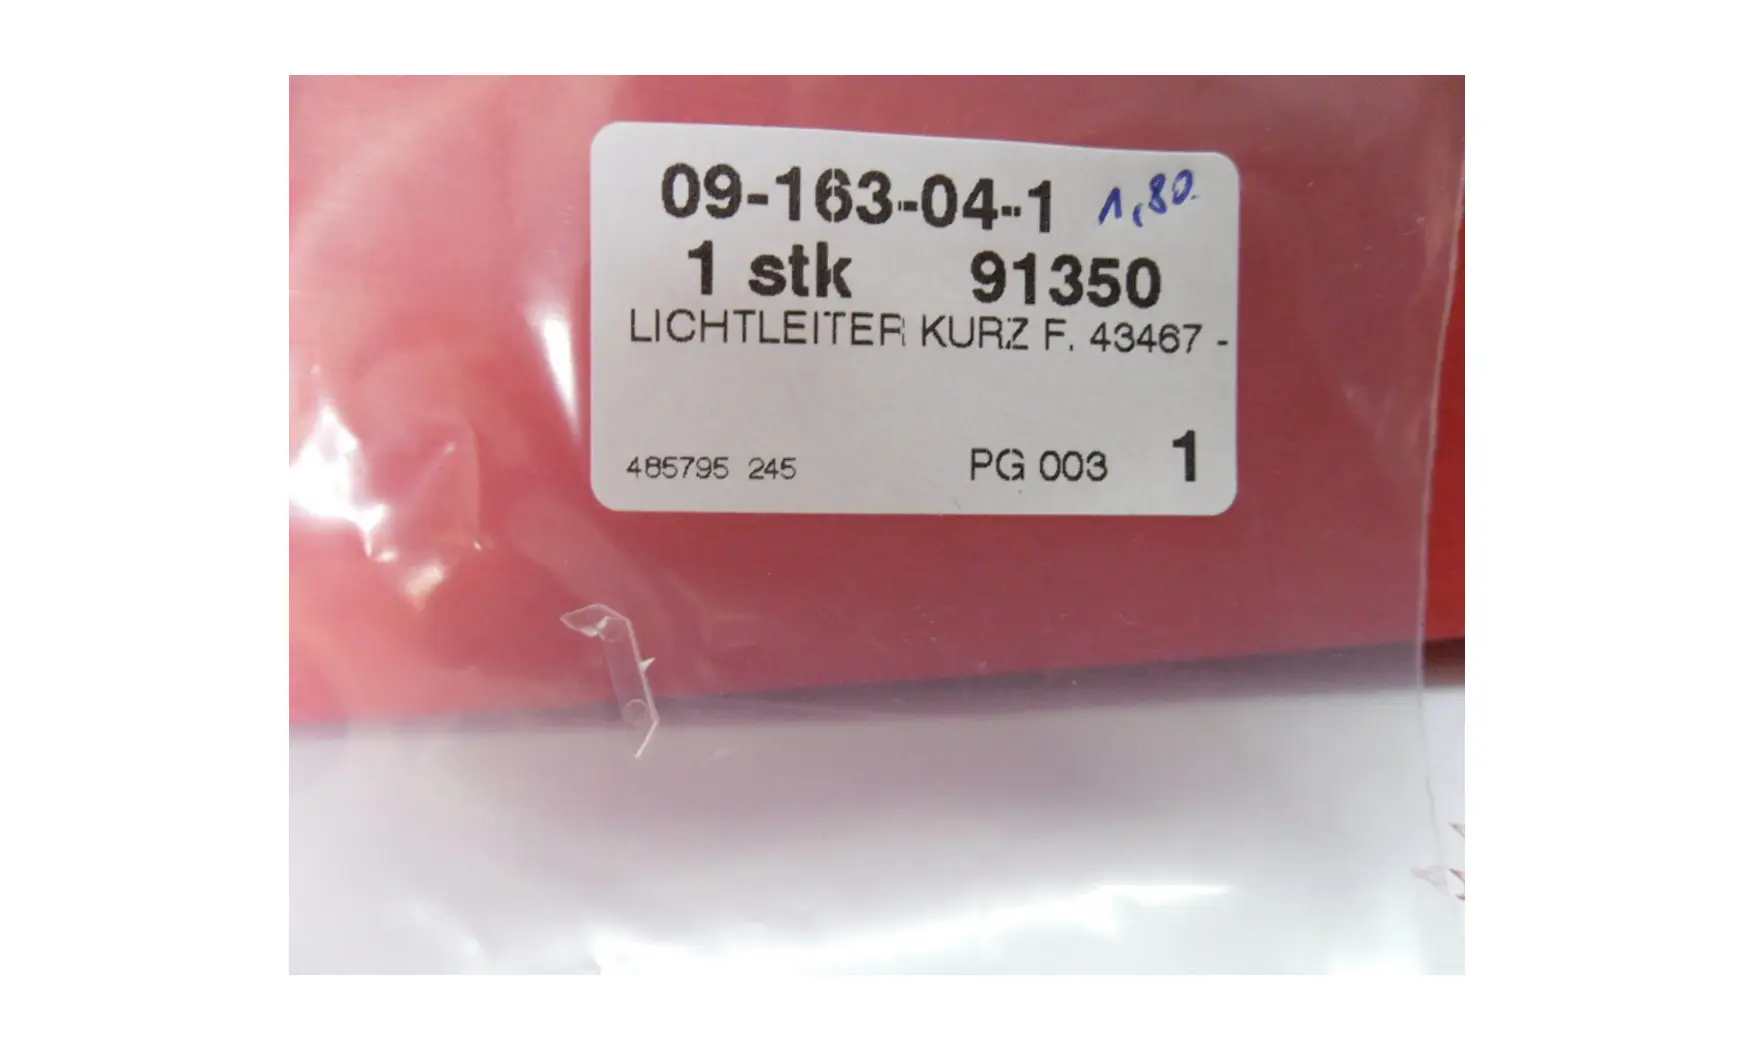 09-163-04-1 1,80.
1 stk 91350
LICHTLEITER KURZ F. 43467 -
485795 245 PG 003 1